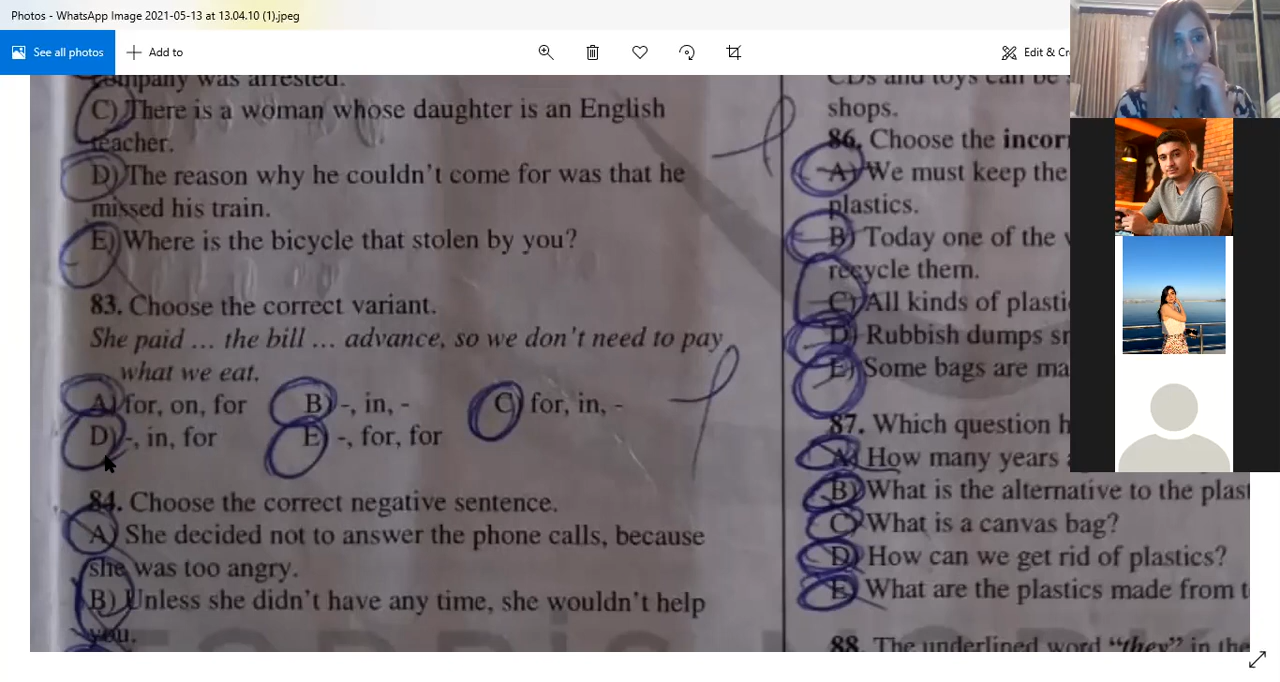 Photos - WhatsApp Image 2021-05-13 at 13.04.10 (1).jpeg
See all photos
Add to
Edit &
company was arrested.
C) There is a woman whose daughter is an English
teacher.
D) The reason why he couldn't come for was that he
missed his train.
E) Where is the bicycle that stolen by you?
83. Choose the correct variant.
She paid ... the bill ... advance, so we don't need to pay
... what we eat.
A) for, on, for B) -, in, - C) for, in, -
D) -, in, for E) -, for, for
84. Choose the correct negative sentence.
A) She decided not to answer the phone calls, because
she was too angry.
B) Unless she didn't have any time, she wouldn't help
you.
CDs and toys can be
shops.
86. Choose the
A) We must keep the
plastics.
B) Today one of the
recycle them.
C) All kinds of
D) Rubbish dumps
E) Some bags are
87. Which question
A) How many years
B) What is the alternative to the
C) What is a canvas bag?
D) How can we get rid of plastics?
E) What are the plastics made from
88. The underlined word "they" in the